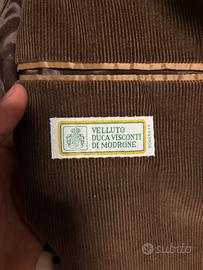 VELLUTO
DUCA VISCONTI
DI MODRONE
subito